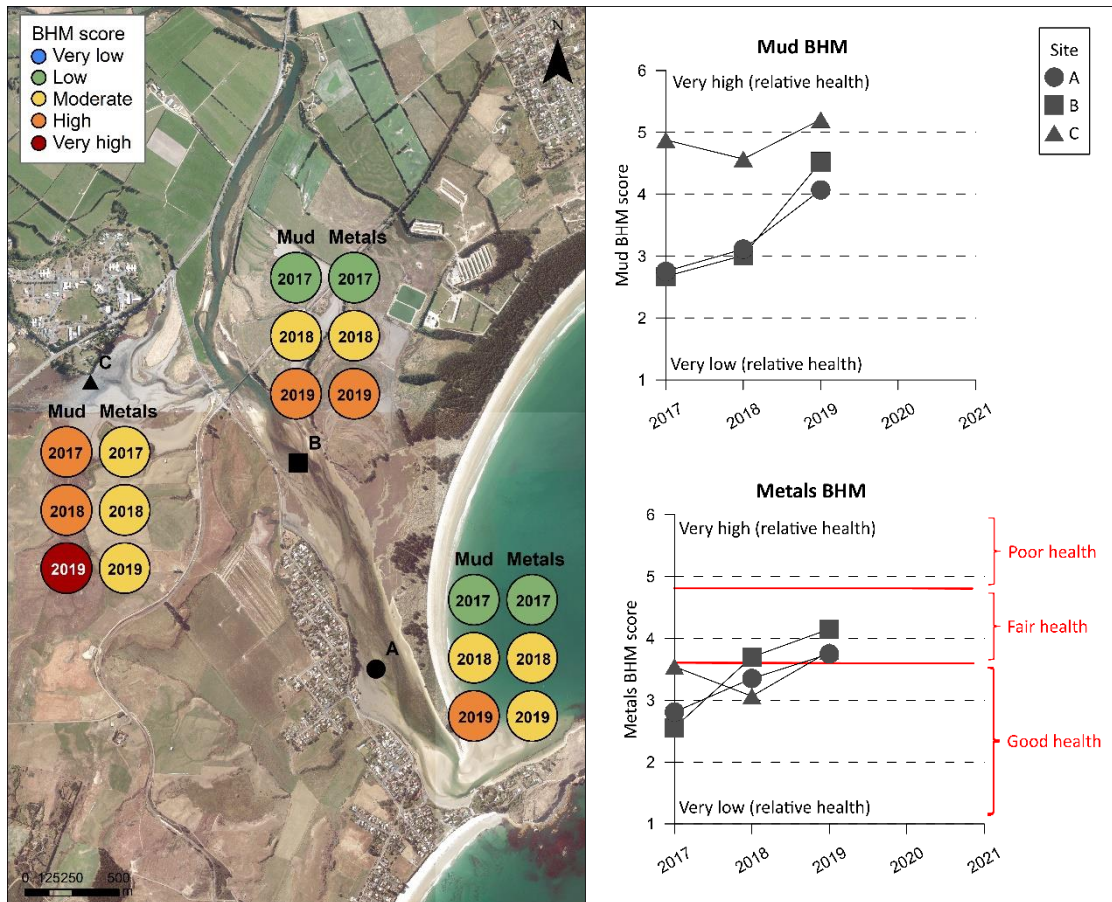 BHM score
Very low
Low
Moderate
High
Very high
N
Mud Metals
2017 2017
2018 2018
2019 2019
B
C
Mud Metals
2017 2017
2018 2018
2019 2019
A
Mud Metals
2017 2017
2018 2018
2019 2019
0 125250 500
m
Mud BHM
Mud BHM score
6
5
4
3
2
1
Very high (relative health)
Very low (relative health)
2017 2018 2019 2020 2021
Site
A
B
C
Metals BHM
Metals BHM score
6
5
4
3
2
1
Very high (relative health)
Very low (relative health)
2017 2018 2019 2020 2021
Poor health
Fair health
Good health